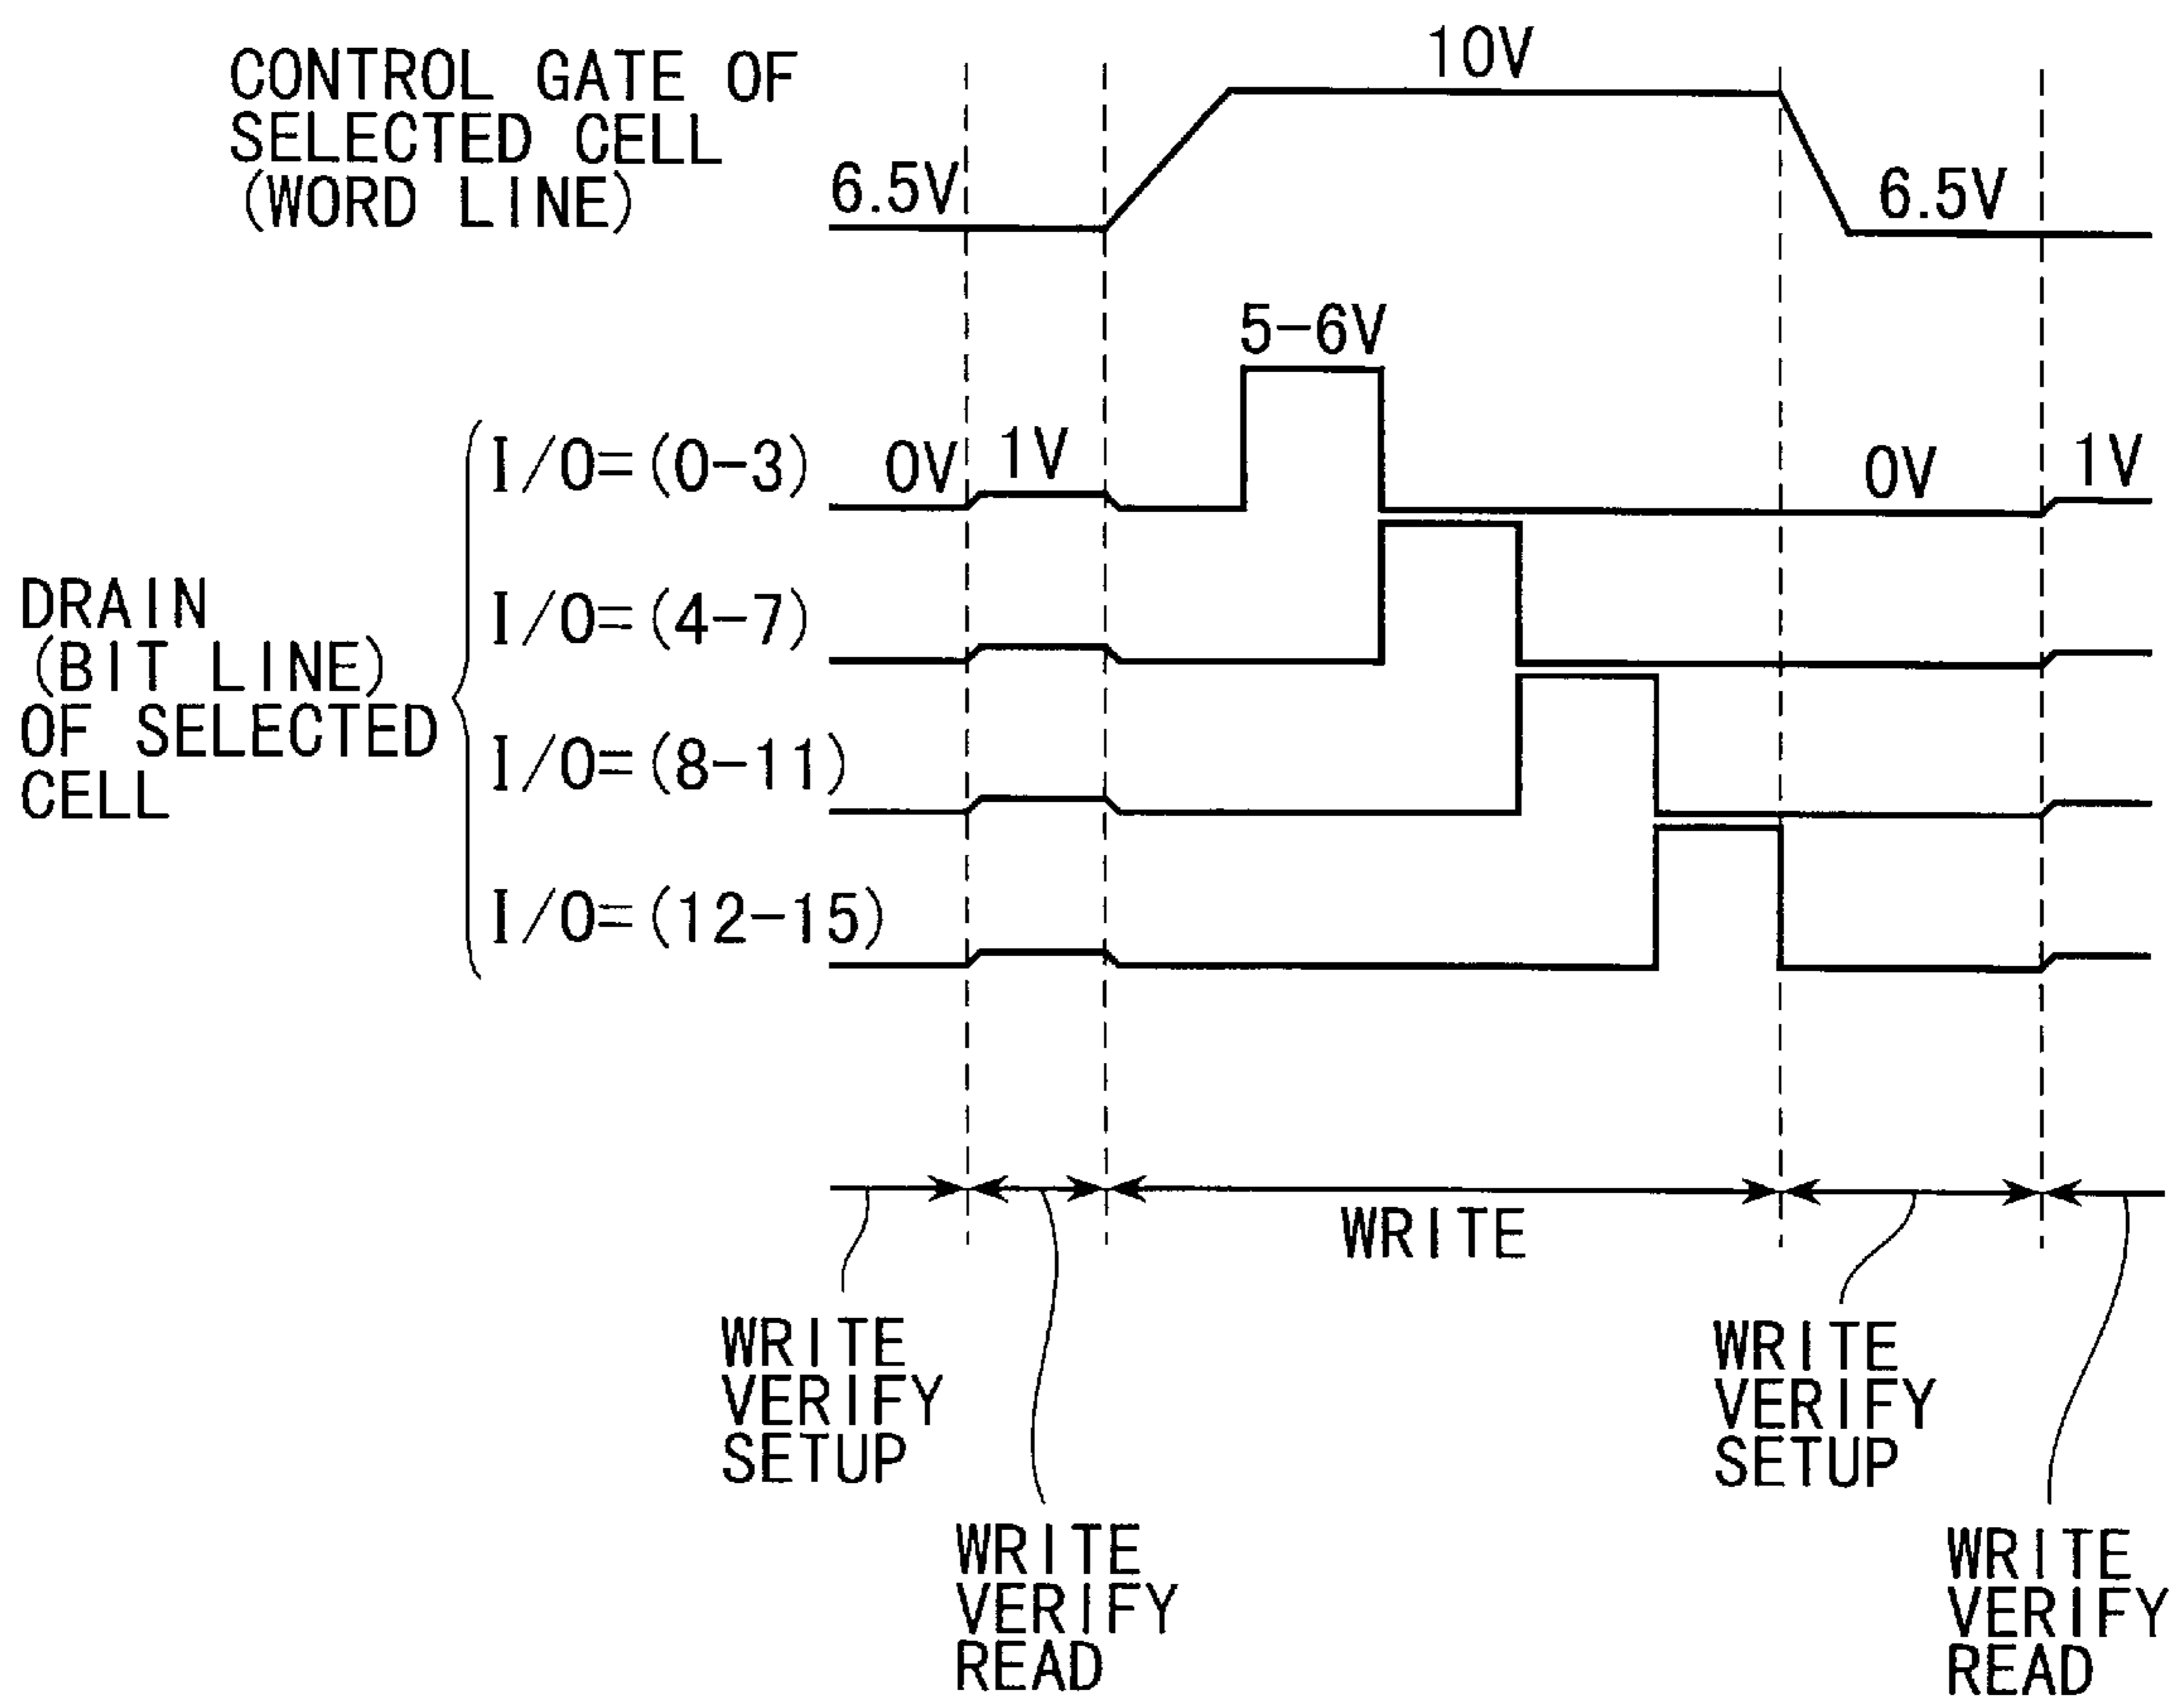 CONTROL GATE OF
SELECTED CELL
(WORD LINE)
10V
6.5V
6.5V
5-6V
I/O=(0-3)
0V
1V
0V
1V
DRAIN
(BIT LINE)
OF SELECTED
CELL
I/O=(4-7)
I/O=(8-11)
I/O=(12-15)
WRITE
WRITE
VERIFY
SETUP
WRITE
VERIFY
READ
WRITE
VERIFY
SETUP
WRITE
VERIFY
READ